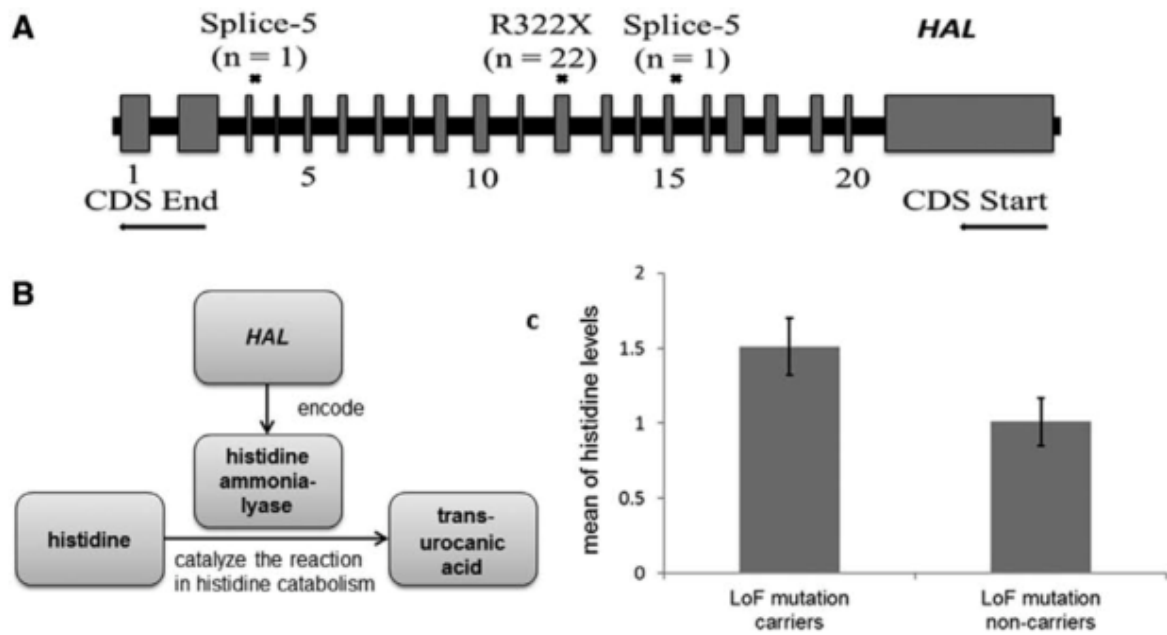 A
Splice-5
(n = 1)
R322X
(n = 22)
Splice-5
(n = 1)
HAL
1
5
10
15
20
CDS End
CDS Start
B
HAL
encode
histidine
ammonia-
lyase
histidine
catalyze the reaction
in histidine catabolism
trans-
urocanic
acid
c
mean of histidine levels
2
1.5
1
0.5
0
LoF mutation
carriers
LoF mutation
non-carriers